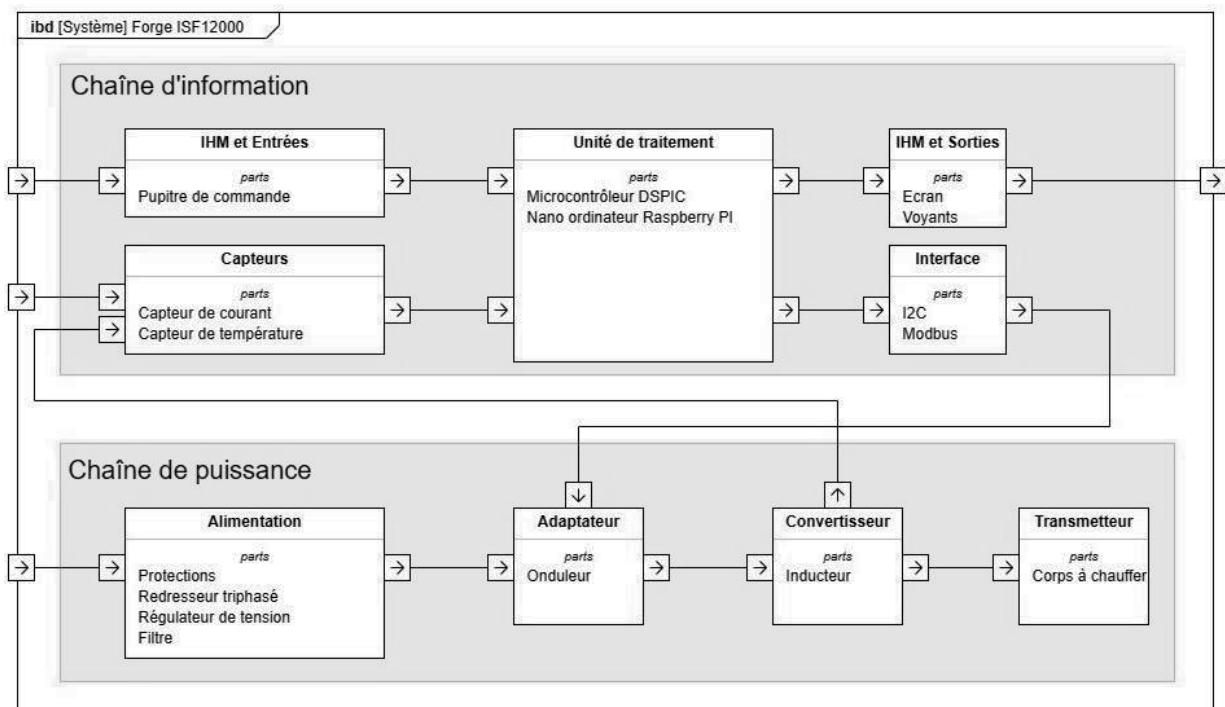 ibd [Système] Forge ISF12000
Chaîne d'information
IHM et Entrées
parts
Pupitre de commande
Unité de traitement
parts
Microcontrôleur DSPIC
Nano ordinateur Raspberry PI
IHM et Sorties
parts
Ecran
Voyants
Capteurs
parts
Capteur de courant
Capteur de température
Interface
parts
I2C
Modbus
Chaîne de puissance
Alimentation
parts
Protections
Redresseur triphasé
Régulateur de tension
Filtre
Adaptateur
parts
Onduleur
Convertisseur
parts
Inducteur
Transmetteur
parts
Corps à chauffer